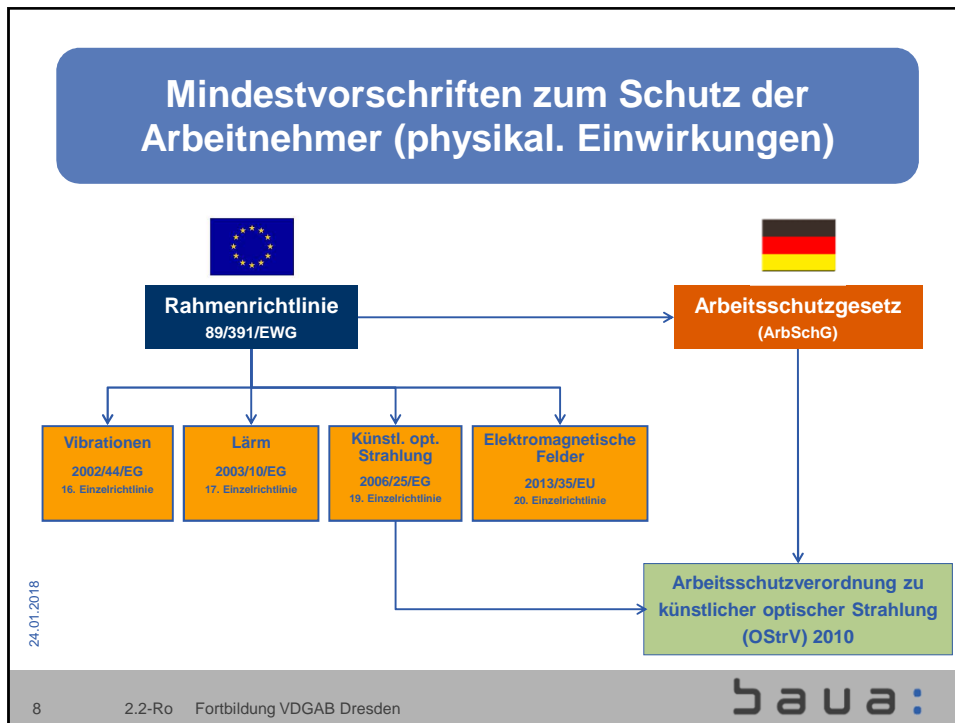 Mindestvorschriften zum Schutz der
Arbeitnehmer (physikal. Einwirkungen)
Rahmenrichtlinie
89/391/EWG
Arbeitsschutzgesetz
(ArbSchG)
Vibrationen
2002/44/EG
16. Einzelrichtlinie
Lärm
2003/10/EG
17. Einzelrichtlinie
Künstl. opt.
Strahlung
2006/25/EG
19. Einzelrichtlinie
Elektromagnetische
Felder
2013/35/EU
20. Einzelrichtlinie
Arbeitsschutzverordnung zu
künstlicher optischer Strahlung
(OStrV) 2010
24.01.2018
8 2.2-Ro Fortbildung VDGAB Dresden
baua: